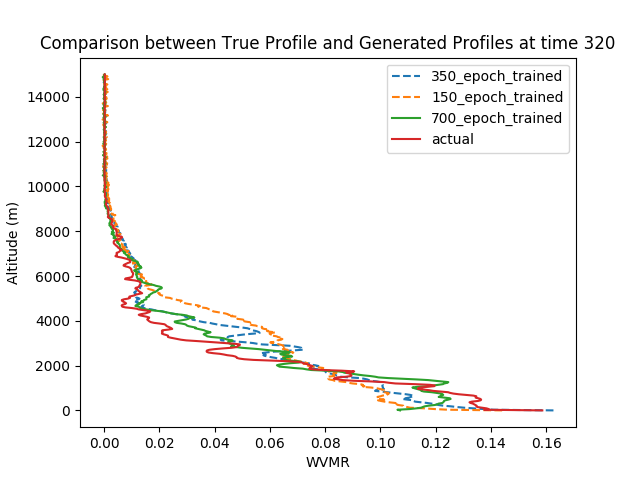 Comparison between True Profile and Generated Profiles at time 320
350_epoch_trained
150_epoch_trained
700_epoch_trained
actual
14000
12000
10000
8000
6000
4000
2000
0
Altitude (m)
0.00 0.02 0.04 0.06 0.08 0.10 0.12 0.14 0.16
WVMR